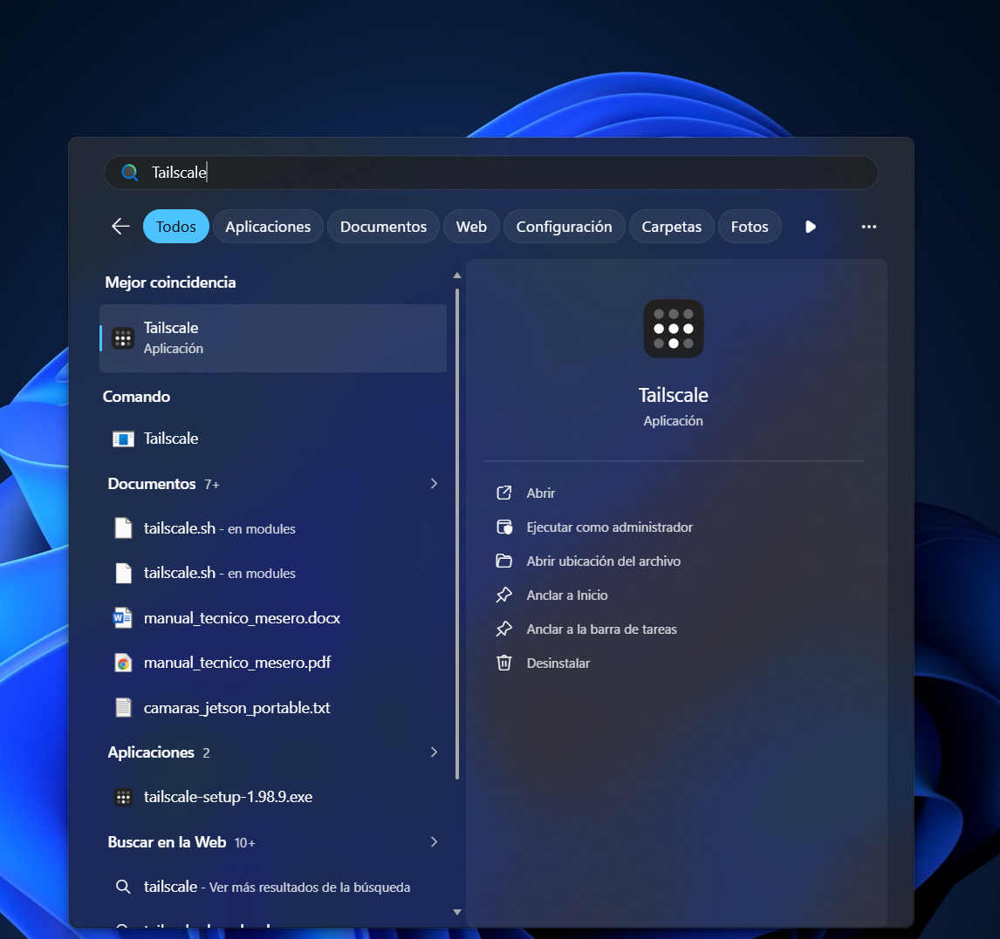 Tailscale
Todos
Aplicaciones
Documentos
Web
Configuración
Carpetas
Fotos
Mejor coincidencia
Tailscale
Aplicación
Comando
Tailscale
Documentos 7+
tailscale.sh - en modules
tailscale.sh - en modules
manual_tecnico_mesero.docx
manual_tecnico_mesero.pdf
camaras_jetson_portable.txt
Aplicaciones 2
tailscale-setup-1.98.9.exe
Buscar en la Web 10+
tailscale - Ver más resultados de la búsqueda
Tailscale
Aplicación
Abrir
Ejecutar como administrador
Abrir ubicación del archivo
Anclar a Inicio
Anclar a la barra de tareas
Desinstalar